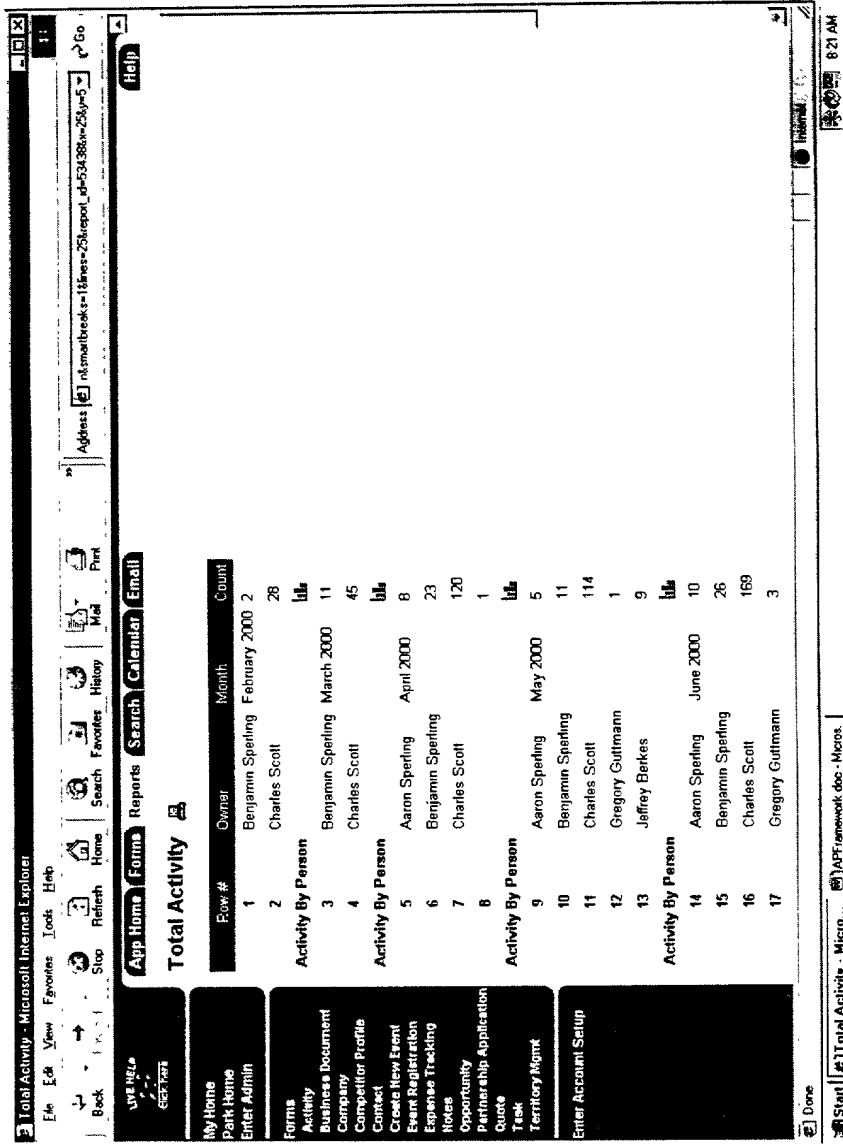 Total Activity - Microsoft Internet Explorer
File Edit View Favorites Tools Help
Back Stop Refresh Home Search Favorites History Mail Print
Address n&smartbreaks=1&lines=25&report_id=53438&x=25&y=5 Go
LIVE HELP
CLICK HERE
App Home Forms Reports Search Calendar Email Help
Total Activity
My Home
Park Home
Enter Admin
Forms
Activity
Business Document
Company
Competitor Profile
Contact
Create New Event
Event Registration
Expense Tracking
Notes
Opportunity
Partnership Application
Quote
Task
Territory Mgmt
Enter Account Setup
Row # Owner Month Count
1 Benjamin Sperling February 2000 2
2 Charles Scott 28
Activity By Person
3 Benjamin Sperling March 2000 11
4 Charles Scott 45
Activity By Person
5 Aaron Sperling April 2000 8
6 Benjamin Sperling 23
7 Charles Scott 120
8 1
Activity By Person
9 Aaron Sperling May 2000 5
10 Benjamin Sperling 11
11 Charles Scott 114
12 Gregory Guttmann 1
13 Jeffrey Berkes 9
Activity By Person
14 Aaron Sperling June 2000 10
15 Benjamin Sperling 26
16 Charles Scott 169
17 Gregory Guttmann 3
Done Internet
Start Total Activity - Micro... APFramework.doc - Micros... 8:21 AM